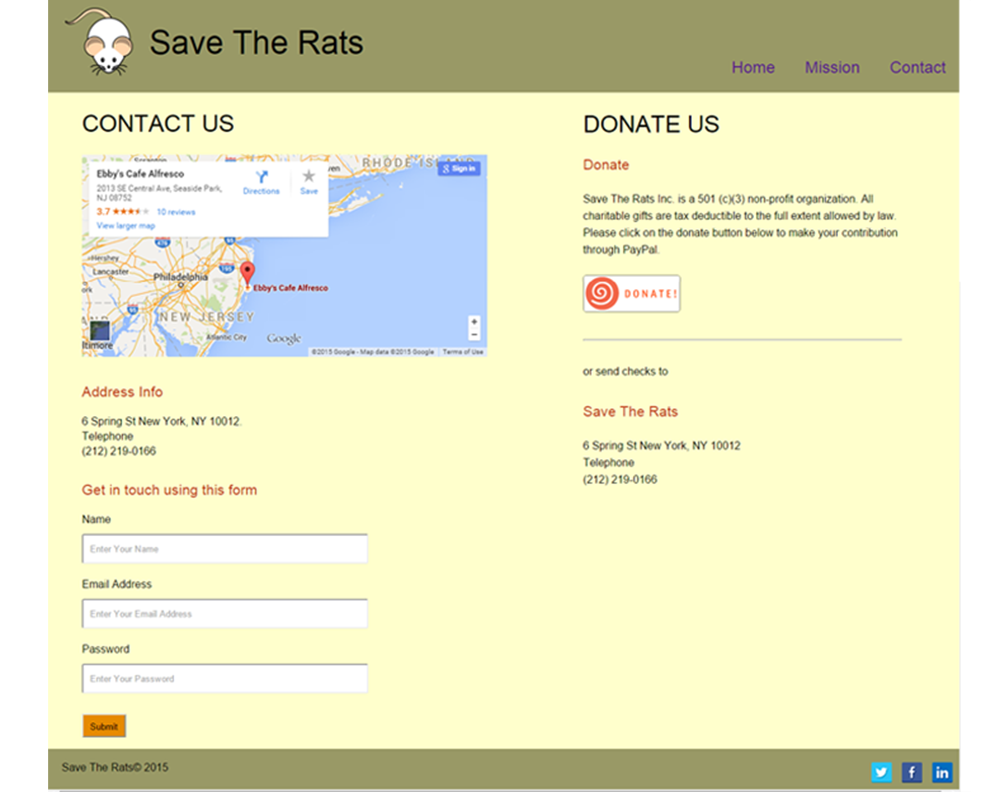 Save The Rats
Home Mission Contact
CONTACT US
Ebby's Cafe Alfresco
2013 SE Central Ave, Seaside Park,
NJ 08752
3.7 10 reviews
View larger map
Directions
Save
RHODE ISLAND
Sign in
Hershey
Lancaster
Philadelphia
Ebby's Cafe Alfresco
NEW JERSEY
Atlantic City
Google
ltimore
©2015 Google - Map data ©2015 Google Terms of Use
Address Info
6 Spring St New York, NY 10012.
Telephone
(212) 219-0166
Get in touch using this form
Name
Enter Your Name
Email Address
Enter Your Email Address
Password
Enter Your Password
Submit
DONATE US
Donate
Save The Rats Inc. is a 501 (c)(3) non-profit organization. All
charitable gifts are tax deductible to the full extent allowed by law.
Please click on the donate button below to make your contribution
through PayPal.
DONATE!
or send checks to
Save The Rats
6 Spring St New York, NY 10012
Telephone
(212) 219-0166
Save The Rats© 2015